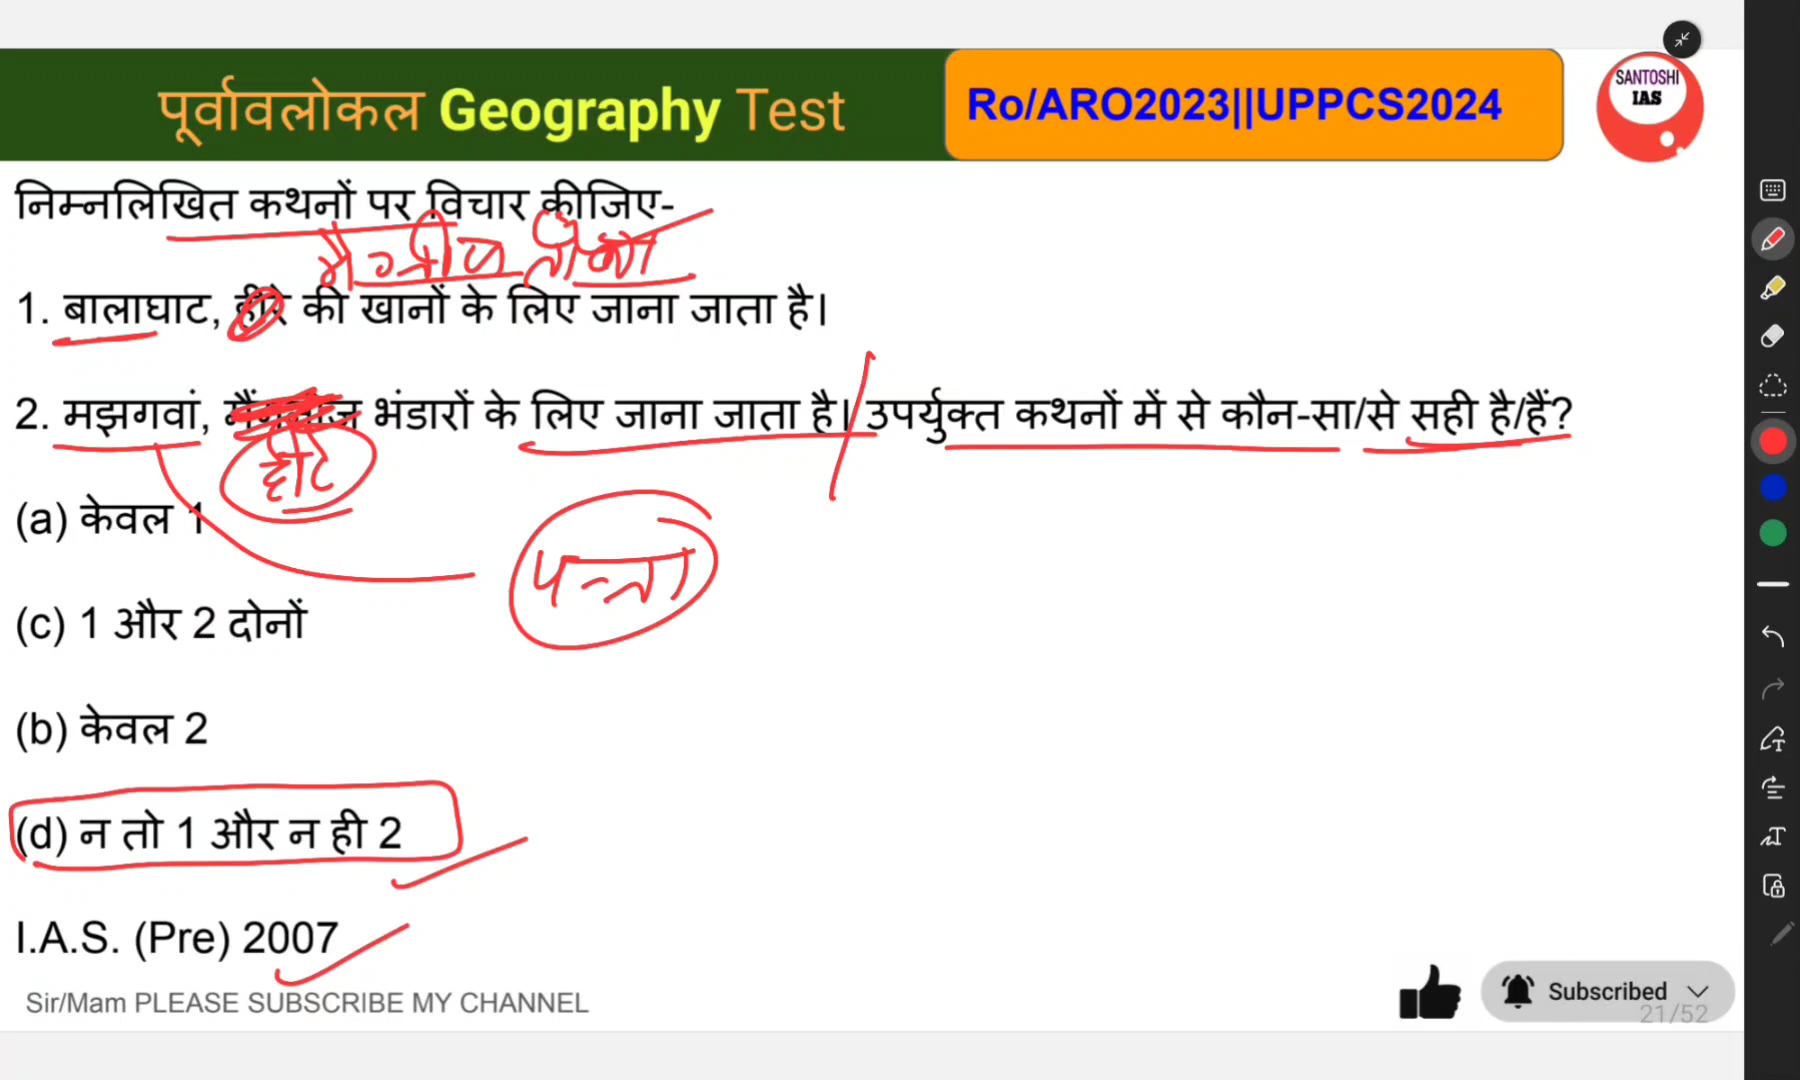 पूर्वावलोकल Geography Test
Ro/ARO2023||UPPCS2024
SANTOSHI
IAS
निम्नलिखित कथनों पर विचार कीजिए-
1. बालाघाट, हीरे की खानों के लिए जाना जाता है।
2. मझगवां, भंडारों के लिए जाना जाता है। उपर्युक्त कथनों में से कौन-सा/से सही है/हैं?
हीरे
(a) केवल 1
पन्ना
(c) 1 और 2 दोनों
(b) केवल 2
(d) न तो 1 और न ही 2
I.A.S. (Pre) 2007
Sir/Mam PLEASE SUBSCRIBE MY CHANNEL
Subscribed
21/52